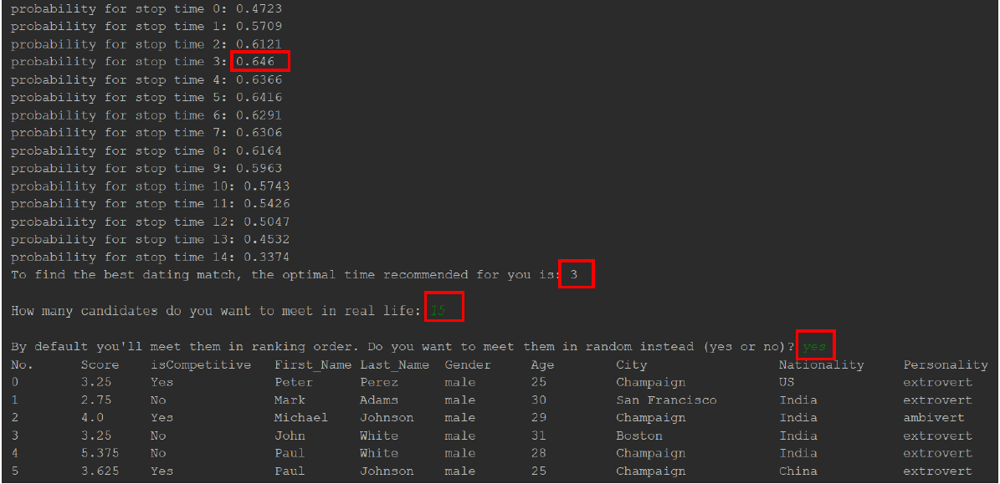 probability for stop time 0: 0.4723
probability for stop time 1: 0.5709
probability for stop time 2: 0.6121
probability for stop time 3: 0.646
probability for stop time 4: 0.6366
probability for stop time 5: 0.6416
probability for stop time 6: 0.6291
probability for stop time 7: 0.6306
probability for stop time 8: 0.6164
probability for stop time 9: 0.5963
probability for stop time 10: 0.5743
probability for stop time 11: 0.5426
probability for stop time 12: 0.5047
probability for stop time 13: 0.4532
probability for stop time 14: 0.3374
To find the best dating match, the optimal time recommended for you is: 3
How many candidates do you want to meet in real life: 15
By default you'll meet them in ranking order. Do you want to meet them in random instead (yes or no)? yes
No. Score isCompetitive First_Name Last_Name Gender Age City Nationality Personality
0 3.25 Yes Peter Perez male 25 Champaign US extrovert
1 2.75 No Mark Adams male 30 San Francisco India extrovert
2 4.0 Yes Michael Johnson male 29 Champaign India ambivert
3 3.25 No John White male 31 Boston India extrovert
4 5.375 No Paul White male 28 Champaign India extrovert
5 3.625 Yes Paul Johnson male 25 Champaign China extrovert